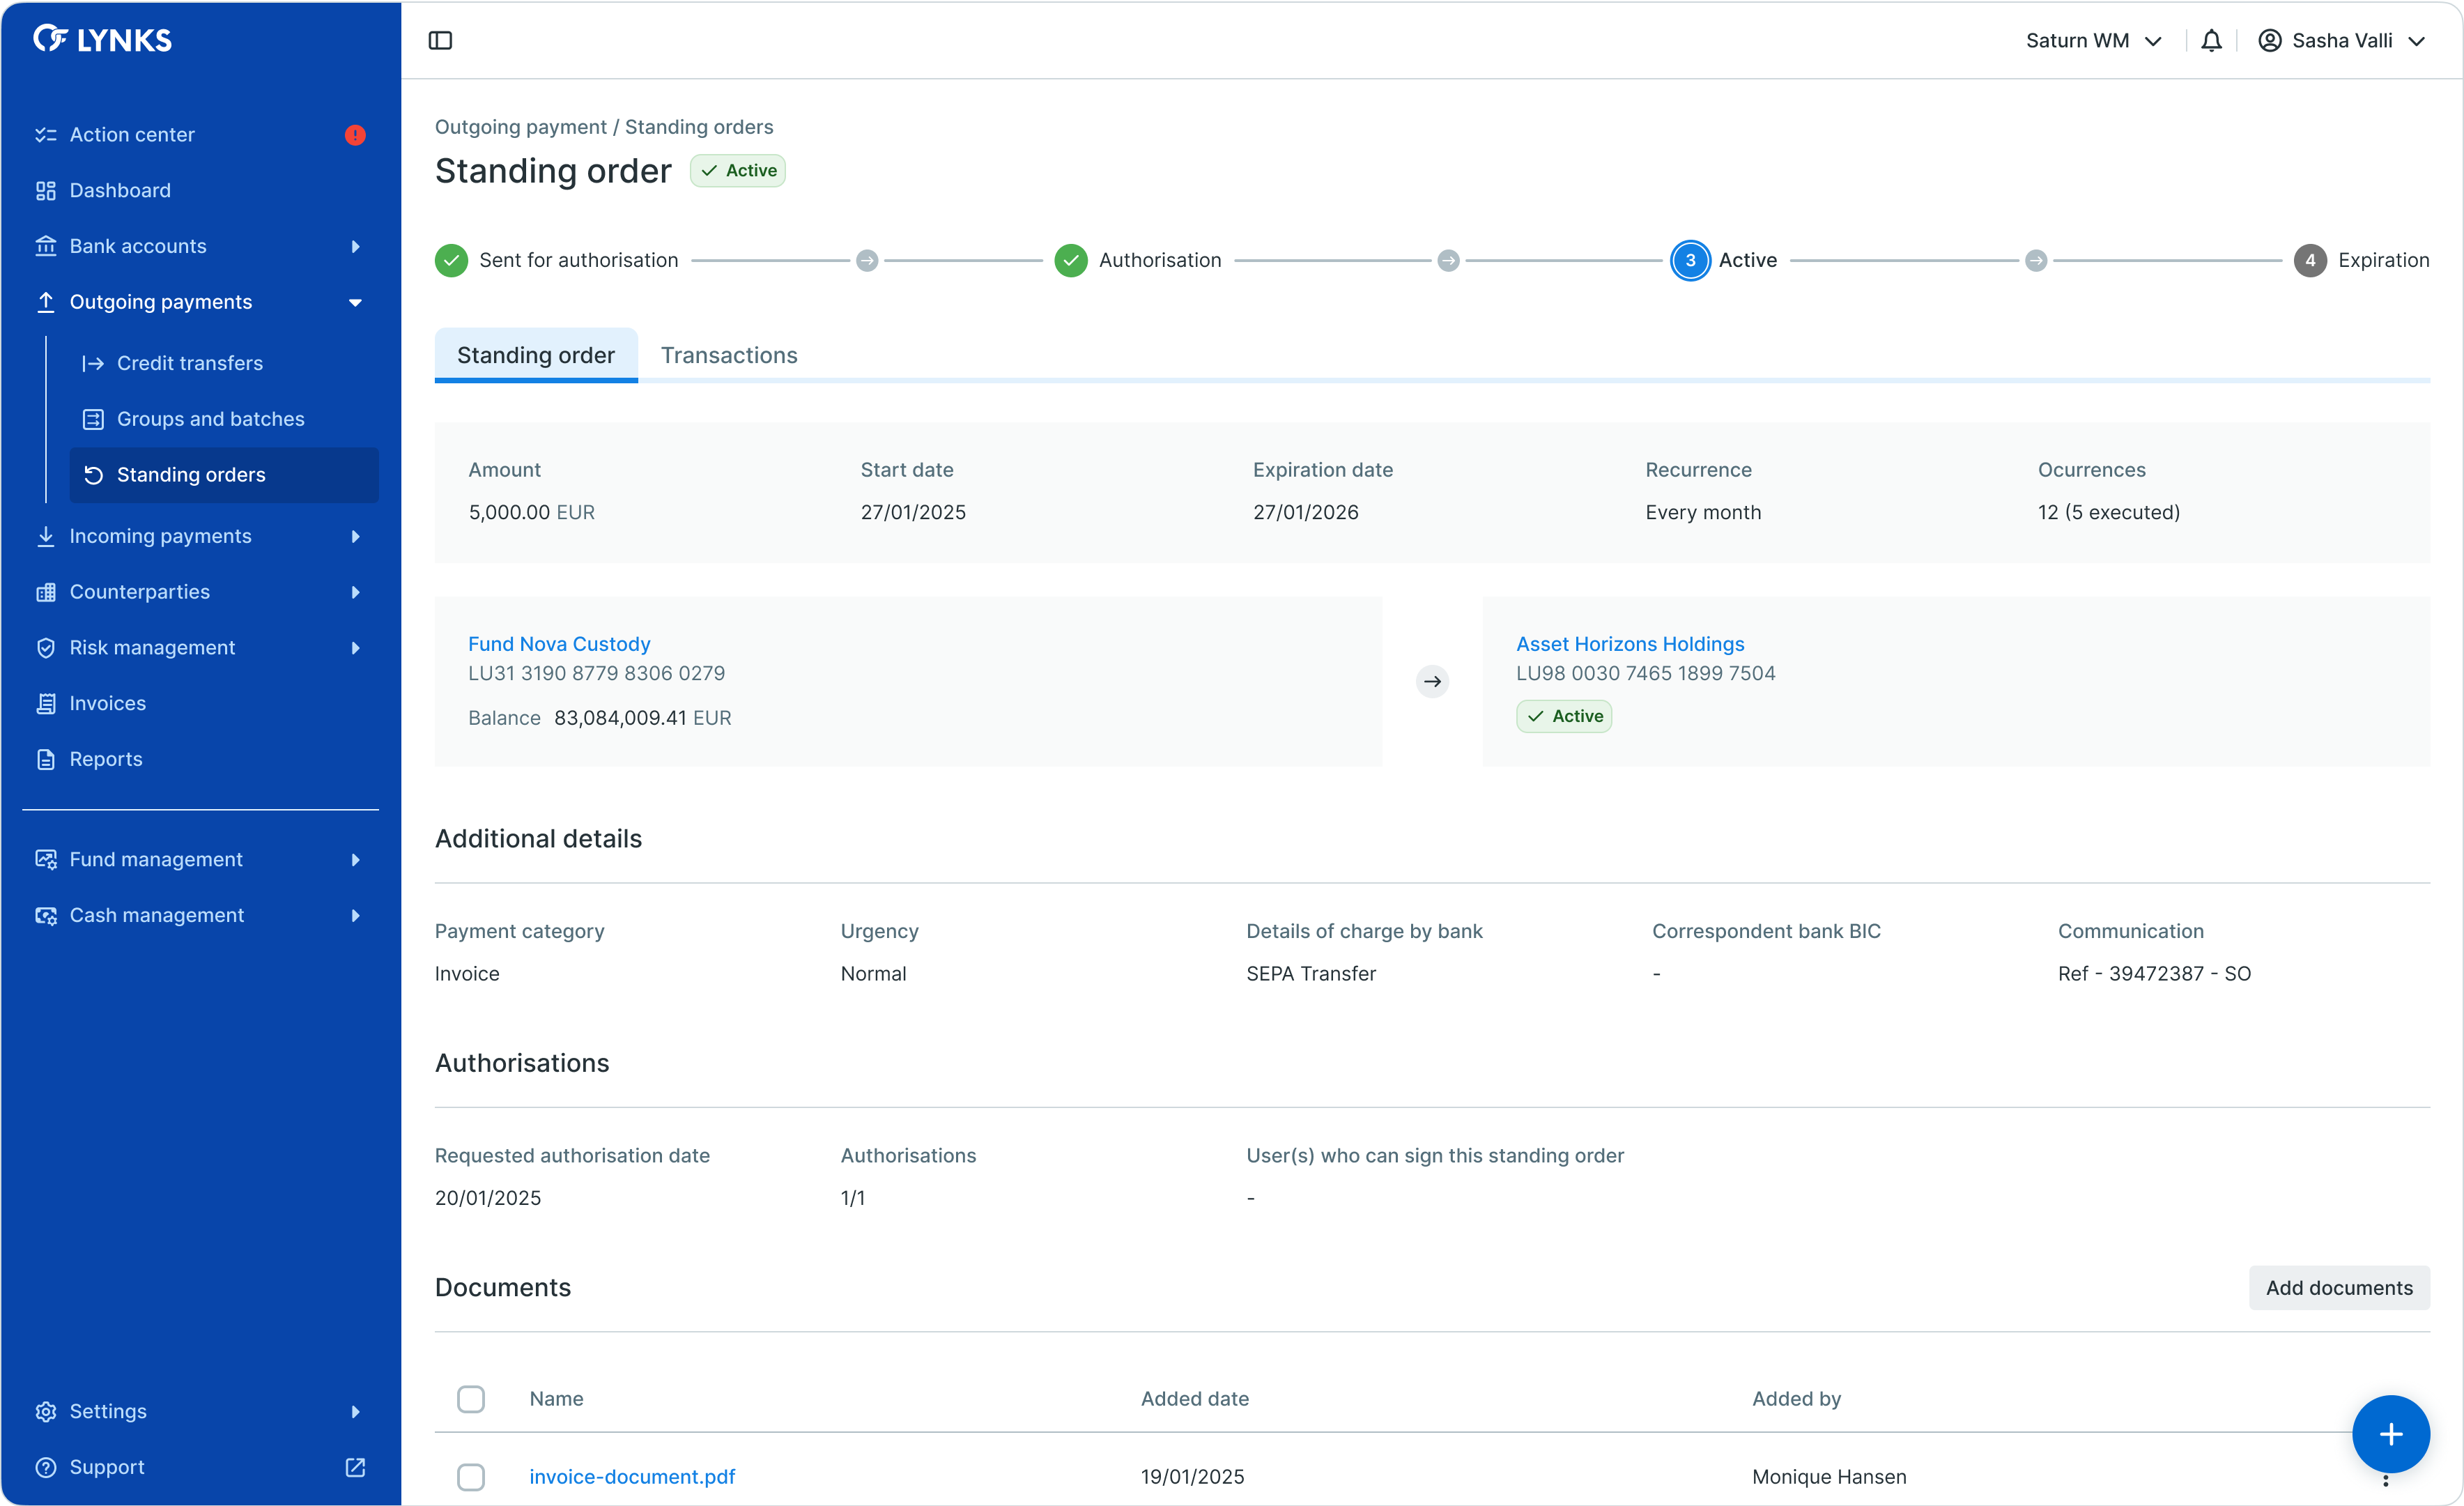 LYNKS
Saturn WM
Sasha Valli
Action center
Dashboard
Bank accounts
Outgoing payments
Credit transfers
Groups and batches
Standing orders
Incoming payments
Counterparties
Risk management
Invoices
Reports
Fund management
Cash management
Settings
Support
Outgoing payment / Standing orders
Standing order Active
Sent for authorisation Authorisation 3 Active 4 Expiration
Standing order Transactions
Amount Start date Expiration date Recurrence Ocurrences
5,000.00 EUR 27/01/2025 27/01/2026 Every month 12 (5 executed)
Fund Nova Custody
LU31 3190 8779 8306 0279
Balance 83,084,009.41 EUR
Asset Horizons Holdings
LU98 0030 7465 1899 7504
Active
Additional details
Payment category Urgency Details of charge by bank Correspondent bank BIC Communication
Invoice Normal SEPA Transfer - Ref - 39472387 - SO
Authorisations
Requested authorisation date Authorisations User(s) who can sign this standing order
20/01/2025 1/1 -
Documents Add documents
Name Added date Added by
invoice-document.pdf 19/01/2025 Monique Hansen